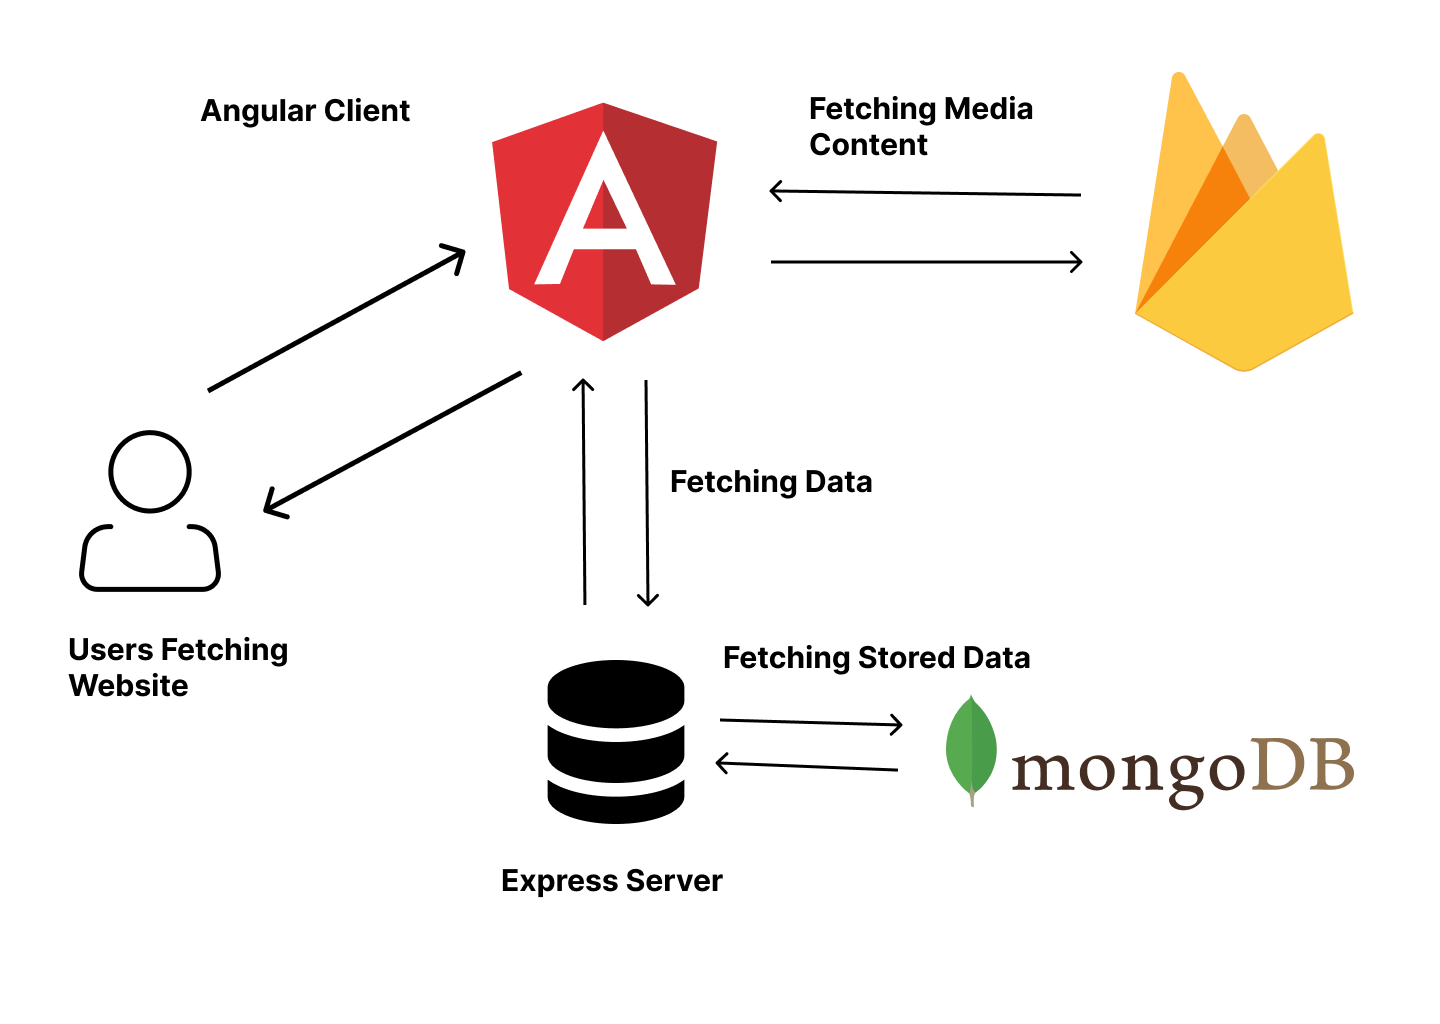 Angular Client
Fetching Media
Content
Fetching Data
Users Fetching
Website
Fetching Stored Data
mongoDB
Express Server